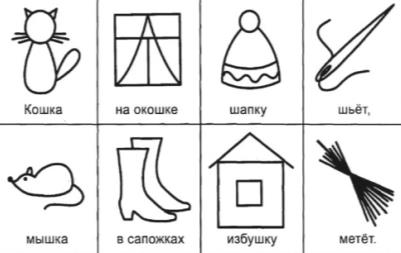 Кошка на окошке шапку шьёт,
мышка в сапожках избушку метёт.